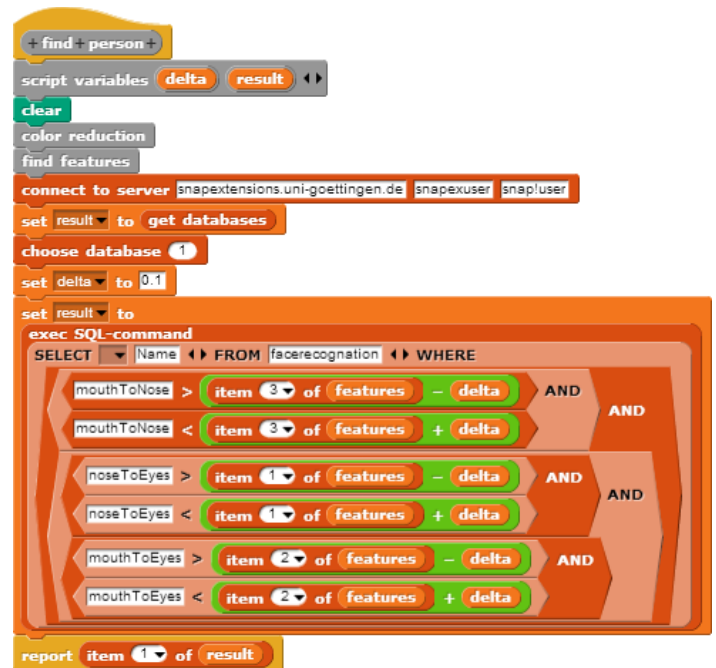 + find + person +
script variables delta result
clear
color reduction
find features
connect to server snapextensions.uni-goettingen.de snapexuser snap!user
set result to get databases
choose database 1
set delta to 0.1
set result to
exec SQL-command
SELECT Name FROM facerecognation WHERE
mouthToNose > item 3 of features - delta AND
AND
mouthToNose < item 3 of features + delta
noseToEyes > item 1 of features - delta AND
AND
noseToEyes < item 1 of features + delta
mouthToEyes > item 2 of features - delta AND
mouthToEyes < item 2 of features + delta
report item 1 of result